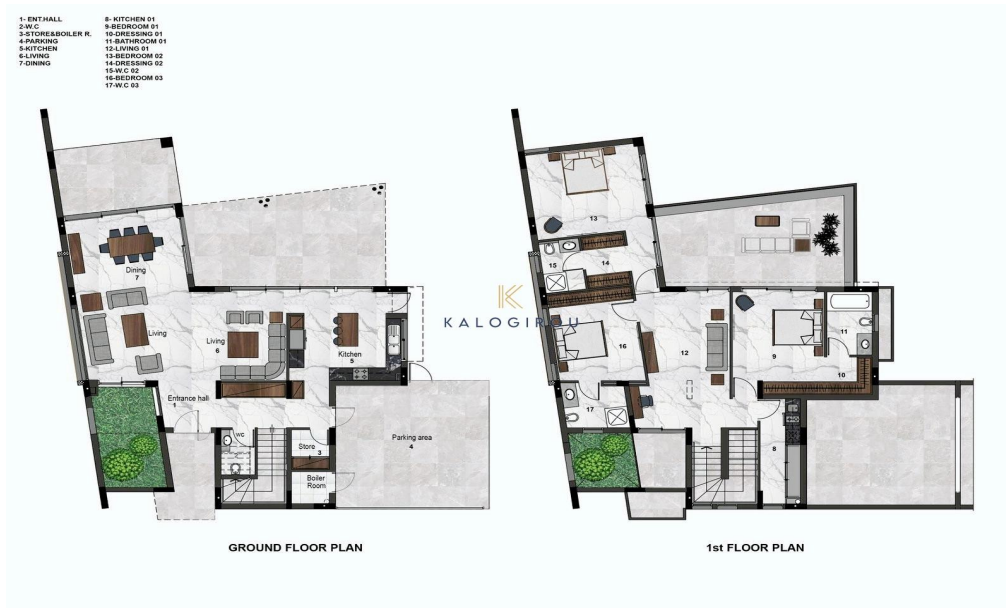 1- ENT.HALL
2-W.C
3-STORE&BOILER R.
4-PARKING
5-KITCHEN
6-LIVING
7-DINING
8- KITCHEN 01
9-BEDROOM 01
10-DRESSING 01
11-BATHROOM 01
12-LIVING 01
13-BEDROOM 02
14-DRESSING 02
15-W.C 02
16-BEDROOM 03
17-W.C 03
Dining
7
Living
Living
6
Kitchen
5
Entrance hall
1
wc
Store
3
Boiler
Room
Parking area
4
KALOGIROU
13
15
14
16
12
9
11
10
17
8
GROUND FLOOR PLAN
1st FLOOR PLAN